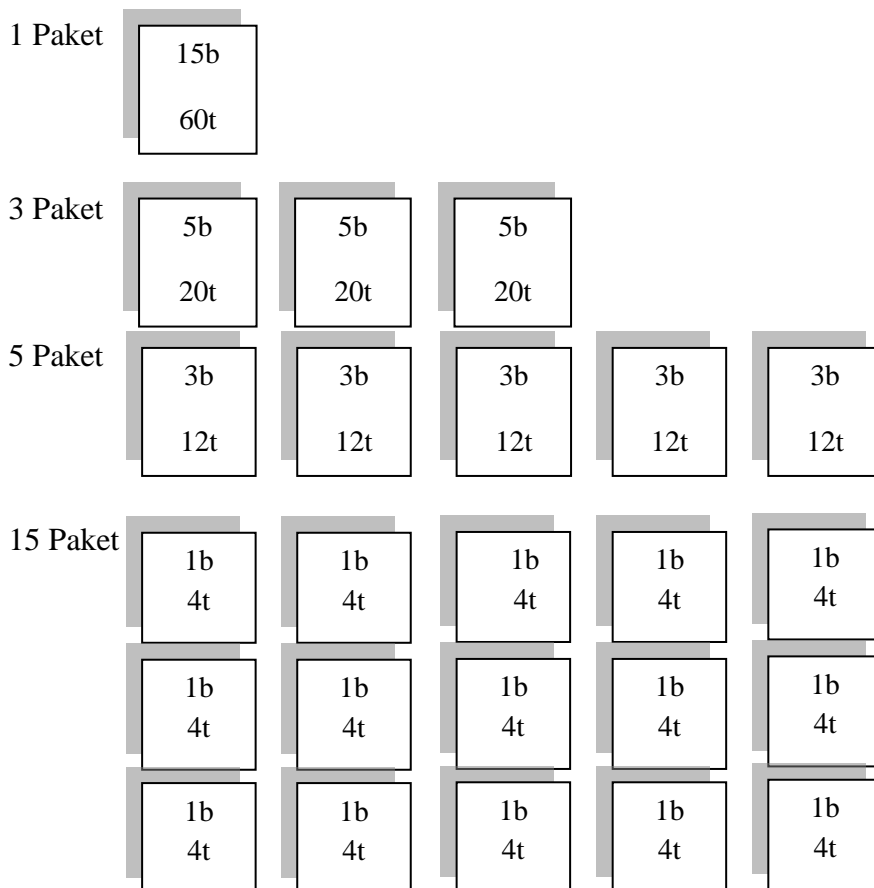 1 Paket
15b
60t
3 Paket
5b 5b 5b
20t 20t 20t
5 Paket
3b 3b 3b 3b 3b
12t 12t 12t 12t 12t
15 Paket
1b 1b 1b 1b 1b
4t 4t 4t 4t 4t
1b 1b 1b 1b 1b
4t 4t 4t 4t 4t
1b 1b 1b 1b 1b
4t 4t 4t 4t 4t